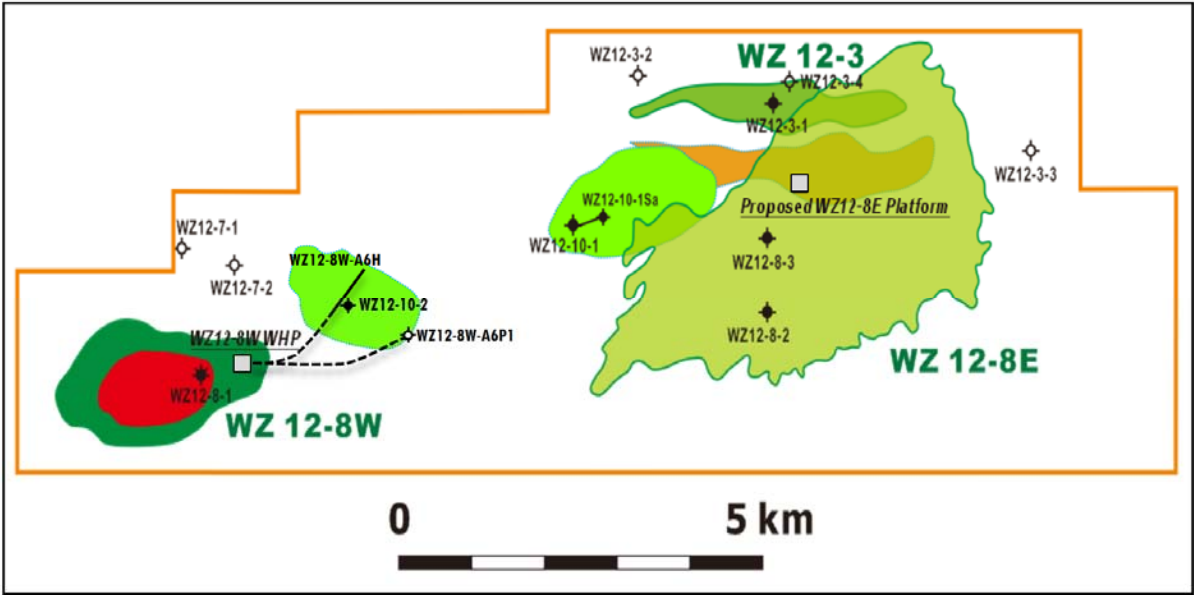 WZ12-3-2
WZ 12-3
WZ12-3-4
WZ12-3-1
WZ12-3-3
WZ12-10-1Sa
Proposed WZ12-8E Platform
WZ12-7-1
WZ12-10-1
WZ12-8W-A6H
WZ12-8-3
WZ12-7-2
WZ12-10-2
WZ12-8W WHP
WZ12-8W-A6P1
WZ12-8-2
WZ 12-8E
WZ12-8-1
WZ 12-8W
0
5 km